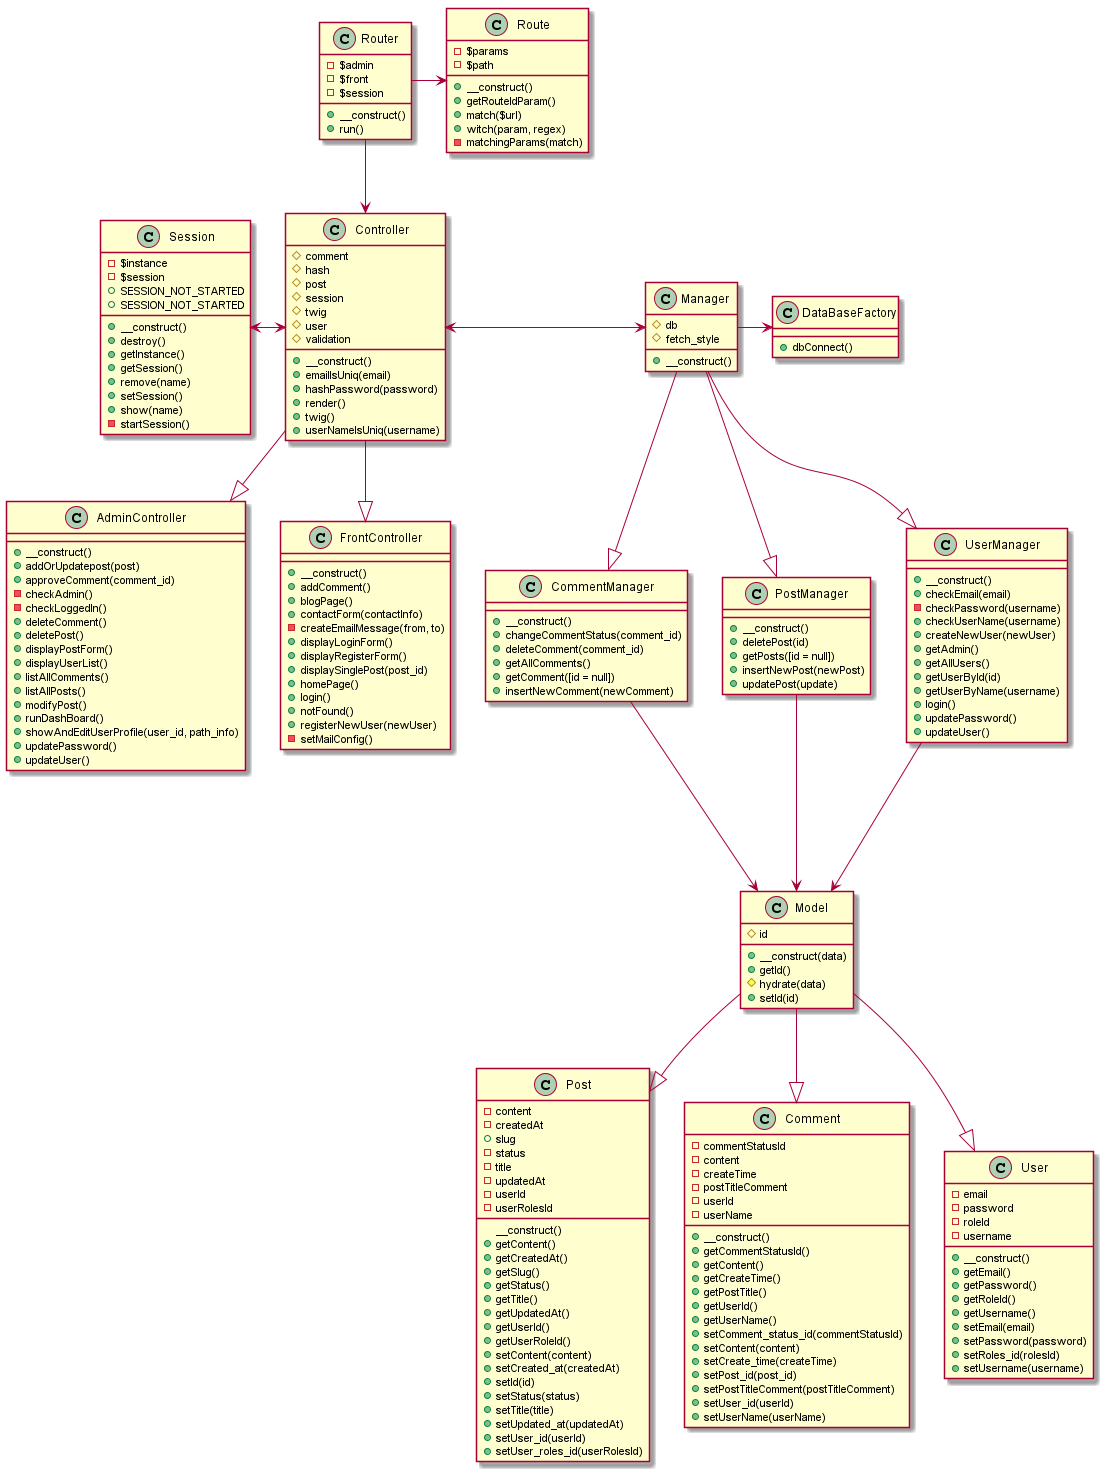 C Router
$admin
$front
$session
__construct()
run()
C Route
$params
$path
__construct()
getRouteIdParam()
match($url)
witch(param, regex)
matchingParams(match)
C Session
$instance
$session
SESSION_NOT_STARTED
SESSION_NOT_STARTED
__construct()
destroy()
getInstance()
getSession()
remove(name)
setSession()
show(name)
startSession()
C Controller
comment
hash
post
session
twig
user
validation
__construct()
emailIsUniq(email)
hashPassword(password)
render()
twig()
userNameIsUniq(username)
C Manager
db
fetch_style
__construct()
C DataBaseFactory
dbConnect()
C AdminController
__construct()
addOrUpdatepost(post)
approveComment(comment_id)
checkAdmin()
checkLoggedIn()
deleteComment()
deletePost()
displayPostForm()
displayUserList()
listAllComments()
listAllPosts()
modifyPost()
runDashBoard()
showAndEditUserProfile(user_id, path_info)
updatePassword()
updateUser()
C FrontController
__construct()
addComment()
blogPage()
contactForm(contactInfo)
createEmailMessage(from, to)
displayLoginForm()
displayRegisterForm()
displaySinglePost(post_id)
homePage()
login()
notFound()
registerNewUser(newUser)
setMailConfig()
C CommentManager
__construct()
changeCommentStatus(comment_id)
deleteComment(comment_id)
getAllComments()
getComment([id = null])
insertNewComment(newComment)
C PostManager
__construct()
deletePost(id)
getPosts([id = null])
insertNewPost(newPost)
updatePost(update)
C UserManager
__construct()
checkEmail(email)
checkPassword(username)
checkUserName(username)
createNewUser(newUser)
getAdmin()
getAllUsers()
getUserById(id)
getUserByName(username)
login()
updatePassword()
updateUser()
C Model
id
__construct(data)
getId()
hydrate(data)
setId(id)
C Post
content
createdAt
slug
status
title
updatedAt
userId
userRolesId
__construct()
getContent()
getCreatedAt()
getSlug()
getStatus()
getTitle()
getUpdatedAt()
getUserId()
getUserRoleId()
setContent(content)
setCreated_at(createdAt)
setId(id)
setStatus(status)
setTitle(title)
setUpdated_at(updatedAt)
setUser_id(userId)
setUser_roles_id(userRolesId)
C Comment
commentStatusId
content
createTime
postTitleComment
userId
userName
__construct()
getCommentStatusId()
getContent()
getCreateTime()
getPostTitle()
getUserId()
getUserName()
setComment_status_id(commentStatusId)
setContent(content)
setCreate_time(createTime)
setPost_id(post_id)
setPostTitleComment(postTitleComment)
setUser_id(userId)
setUserName(userName)
C User
email
password
roleId
username
__construct()
getEmail()
getPassword()
getRoleId()
getUsername()
setEmail(email)
setPassword(password)
setRoles_id(rolesId)
setUsername(username)